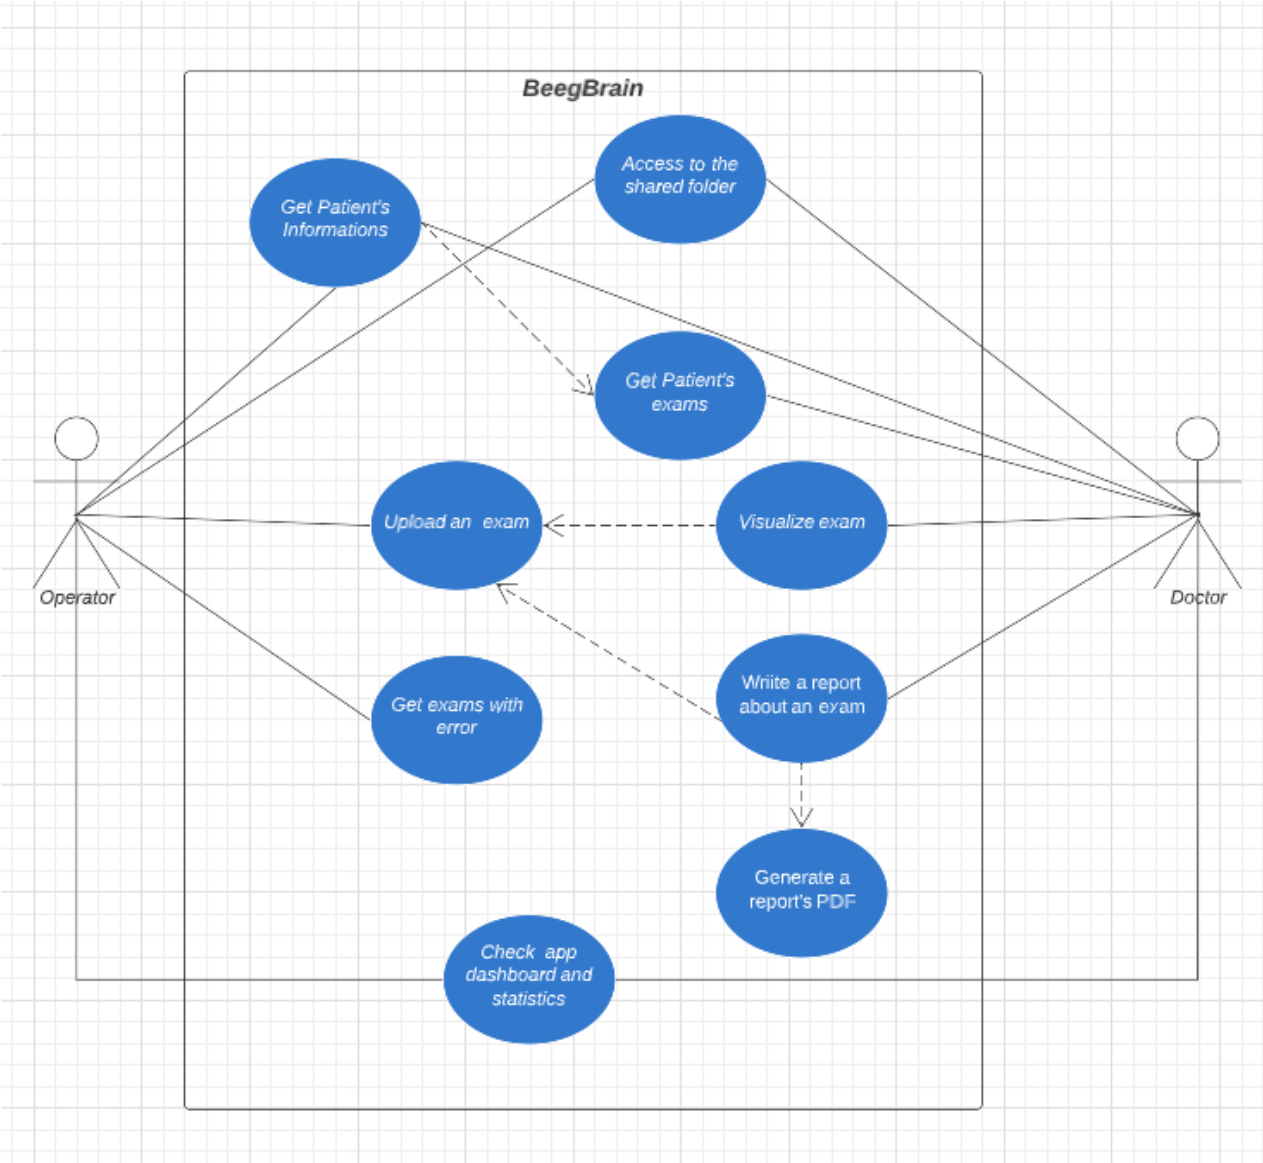 BeegBrain
Access to the
shared folder
Get Patient's
Informations
Get Patient's
exams
Upload an exam
Visualize exam
Operator
Doctor
Wriite a report
about an exam
Get exams with
error
Generate a
report's PDF
Check app
dashboard and
statistics